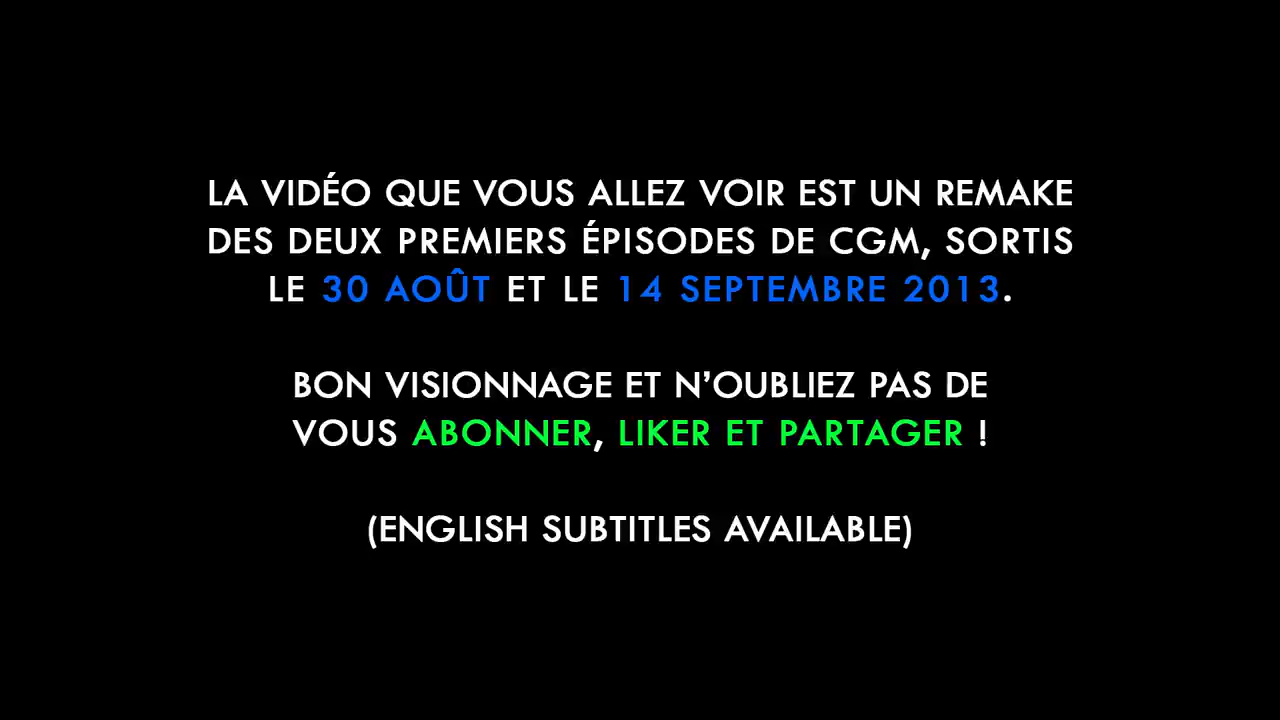 LA VIDÉO QUE VOUS ALLEZ VOIR EST UN REMAKE
DES DEUX PREMIERS ÉPISODES DE CGM, SORTIS
LE 30 AOÛT ET LE 14 SEPTEMBRE 2013.
BON VISIONNAGE ET N’OUBLIEZ PAS DE
VOUS ABONNER, LIKER ET PARTAGER !
(ENGLISH SUBTITLES AVAILABLE)